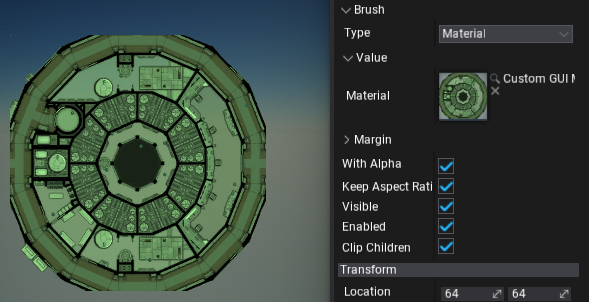 Brush
Type Material
Value
Material Custom GUI
Margin
With Alpha
Keep Aspect Rati
Visible
Enabled
Clip Children
Transform
Location 64 64